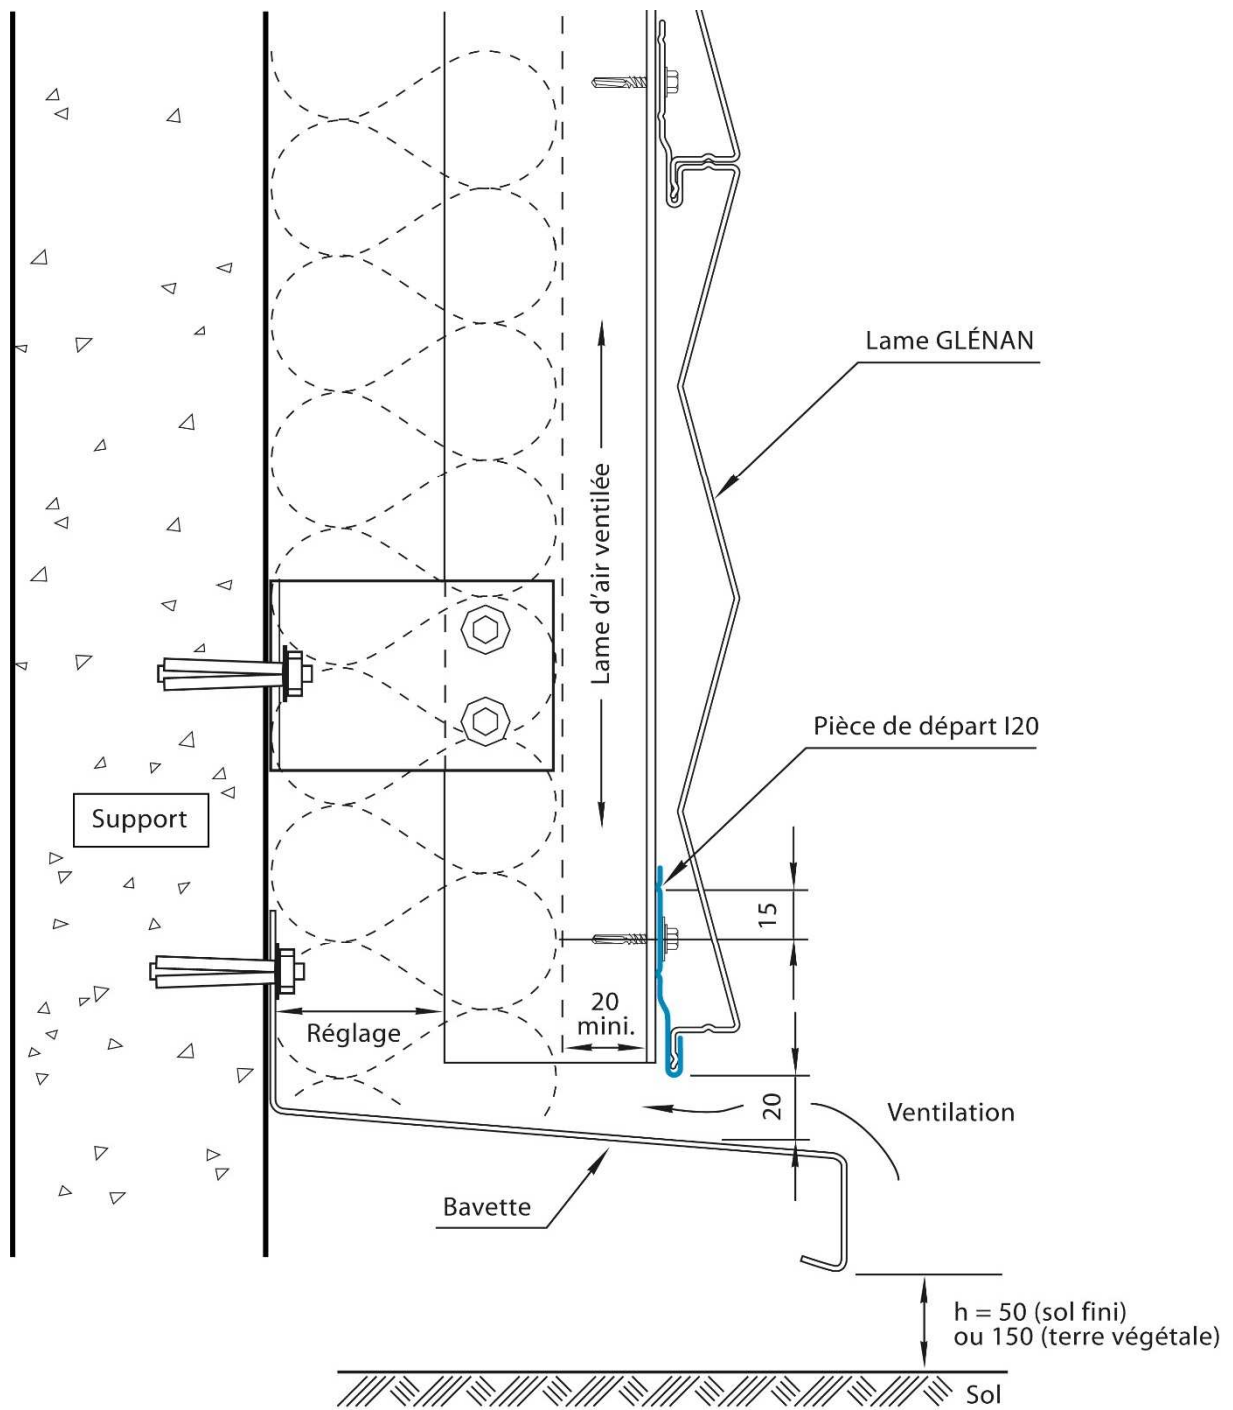 Lame GLÉNAN
Lame d'air ventilée
Pièce de départ I20
Support
15
20
mini.
Réglage
20
Ventilation
Bavette
h = 50 (sol fini)
ou 150 (terre végétale)
Sol